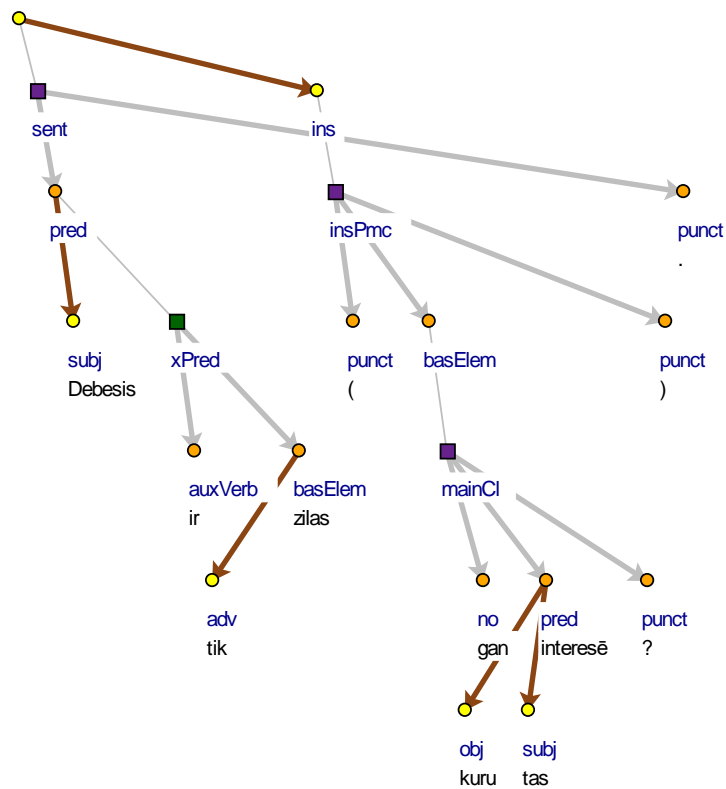 sent ins
pred insPmc punct
.
subj xPred punct basElem punct
Debesis ( )
auxVerb basElem mainCl
ir zilas
adv no pred punct
tik gan interesē ?
obj subj
kuru tas